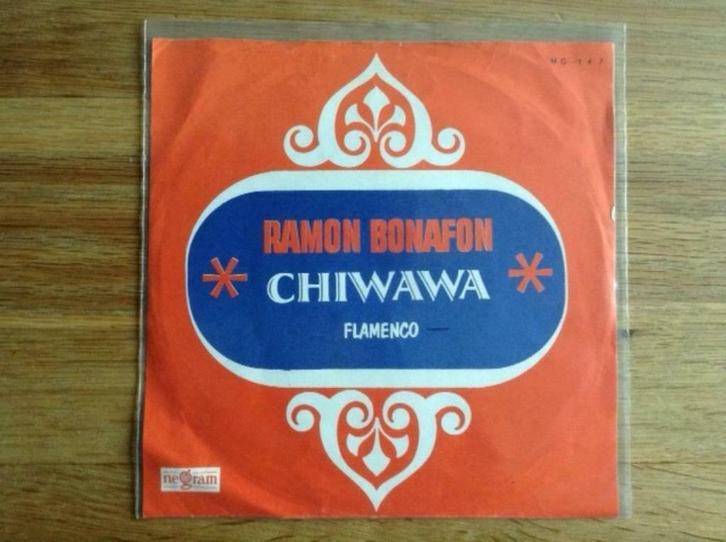 NG-147
RAMON BONAFON
CHIWAWA
FLAMENCO
negram